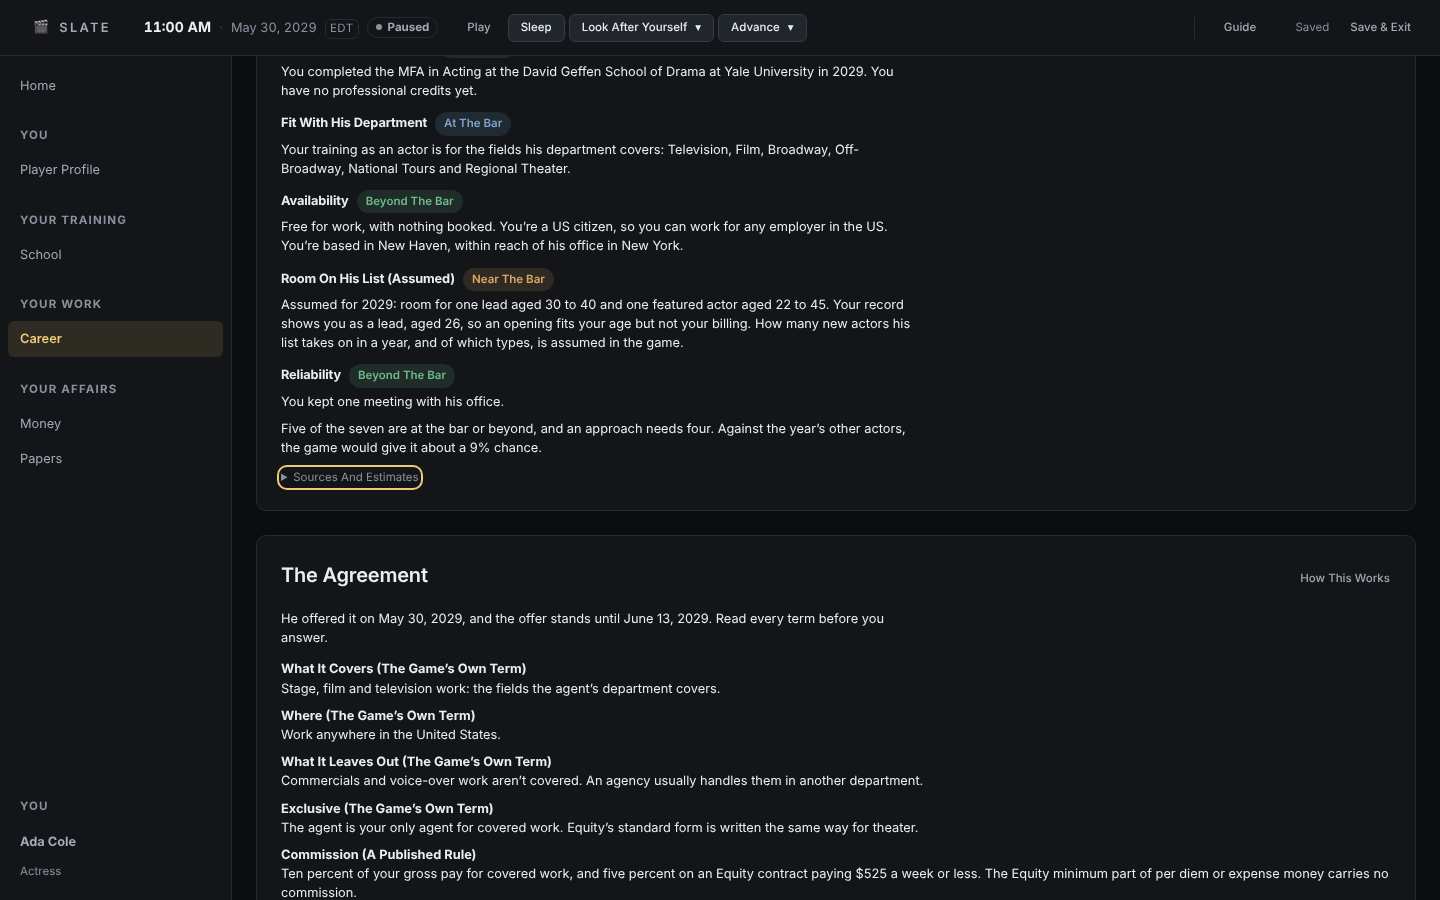 SLATE
11:00 AM · May 30, 2029 EDT Paused Play Sleep Look After Yourself ▾ Advance ▾ Guide Saved Save & Exit
Home
YOU
Player Profile
YOUR TRAINING
School
YOUR WORK
Career
YOUR AFFAIRS
Money
Papers
YOU
Ada Cole
Actress
You completed the MFA in Acting at the David Geffen School of Drama at Yale University in 2029. You
have no professional credits yet.
Fit With His Department At The Bar
Your training as an actor is for the fields his department covers: Television, Film, Broadway, Off-
Broadway, National Tours and Regional Theater.
Availability Beyond The Bar
Free for work, with nothing booked. You’re a US citizen, so you can work for any employer in the US.
You’re based in New Haven, within reach of his office in New York.
Room On His List (Assumed) Near The Bar
Assumed for 2029: room for one lead aged 30 to 40 and one featured actor aged 22 to 45. Your record
shows you as a lead, aged 26, so an opening fits your age but not your billing. How many new actors his
list takes on in a year, and of which types, is assumed in the game.
Reliability Beyond The Bar
You kept one meeting with his office.
Five of the seven are at the bar or beyond, and an approach needs four. Against the year’s other actors,
the game would give it about a 9% chance.
▶ Sources And Estimates
The Agreement
How This Works
He offered it on May 30, 2029, and the offer stands until June 13, 2029. Read every term before you
answer.
What It Covers (The Game’s Own Term)
Stage, film and television work: the fields the agent’s department covers.
Where (The Game’s Own Term)
Work anywhere in the United States.
What It Leaves Out (The Game’s Own Term)
Commercials and voice-over work aren’t covered. An agency usually handles them in another department.
Exclusive (The Game’s Own Term)
The agent is your only agent for covered work. Equity’s standard form is written the same way for theater.
Commission (A Published Rule)
Ten percent of your gross pay for covered work, and five percent on an Equity contract paying $525 a week or less. The Equity minimum part of per diem or expense money carries no
commission.